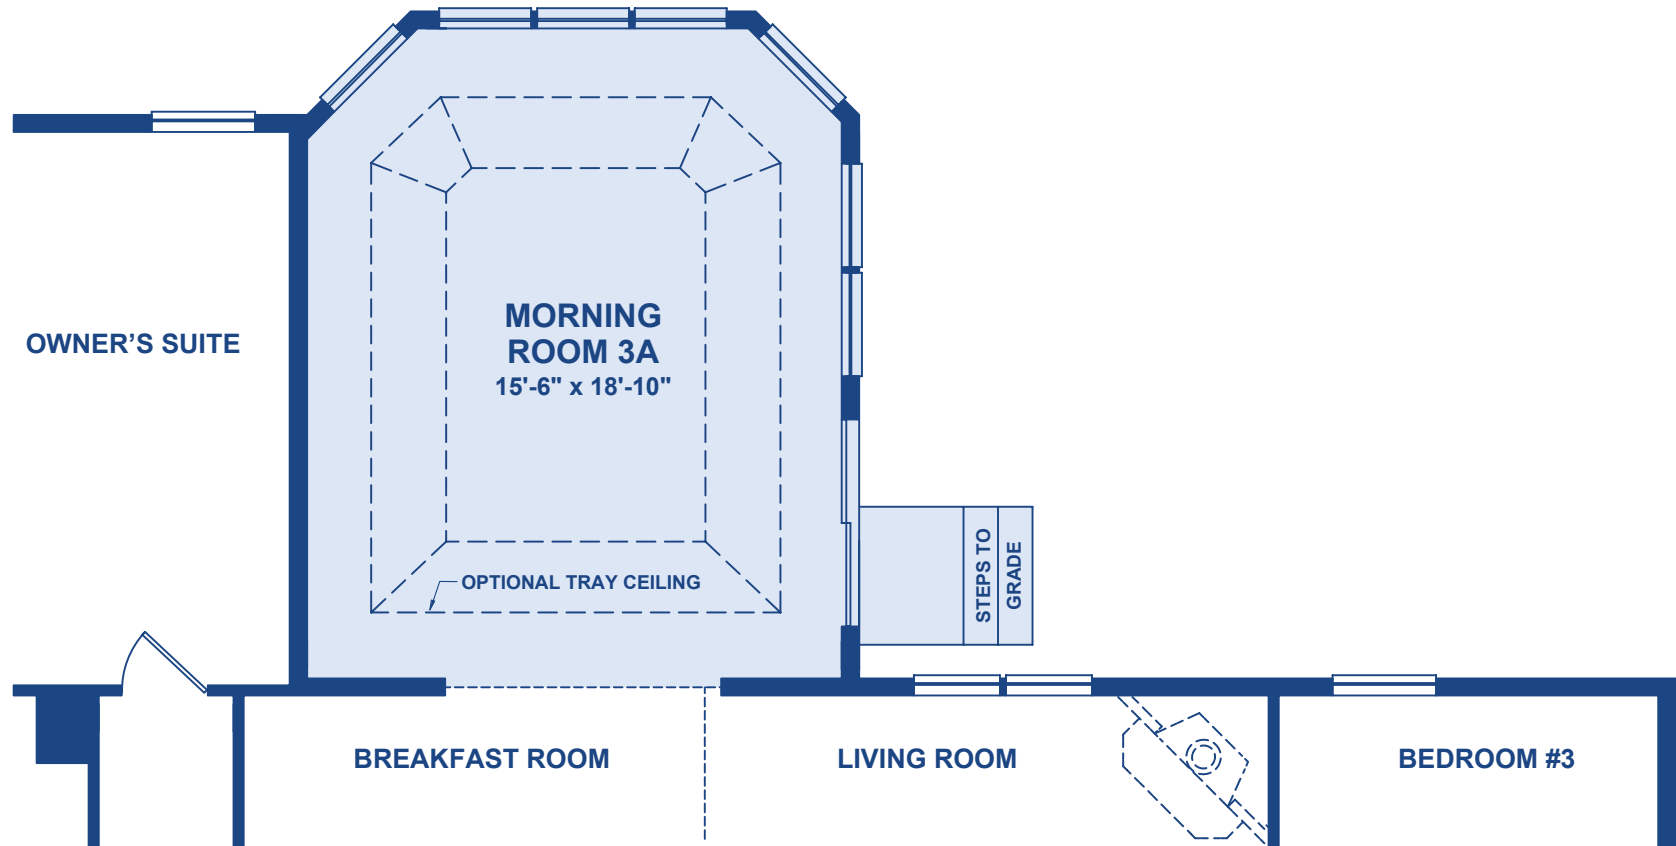 MORNING
ROOM 3A
15'-6" x 18'-10"
OWNER’S SUITE
OPTIONAL TRAY CEILING
STEPS TO
GRADE
BREAKFAST ROOM
LIVING ROOM
BEDROOM #3